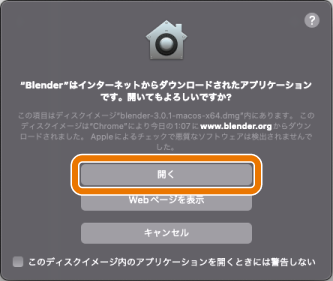 ?
"Blender"はインターネットからダウンロードされたアプリケーション
です。開いてもよろしいですか?
この項目はディスクイメージ"blender-3.0.1-macos-x64.dmg"内にあります。この
ディスクイメージは"Chrome"により今日の1:07にwww.blender.orgからダウン
ロードされました。Appleによるチェックで悪質なソフトウェアは検出されませんで
した。
開く
Webページを表示
キャンセル
このディスクイメージ内のアプリケーションを開くときには警告しない